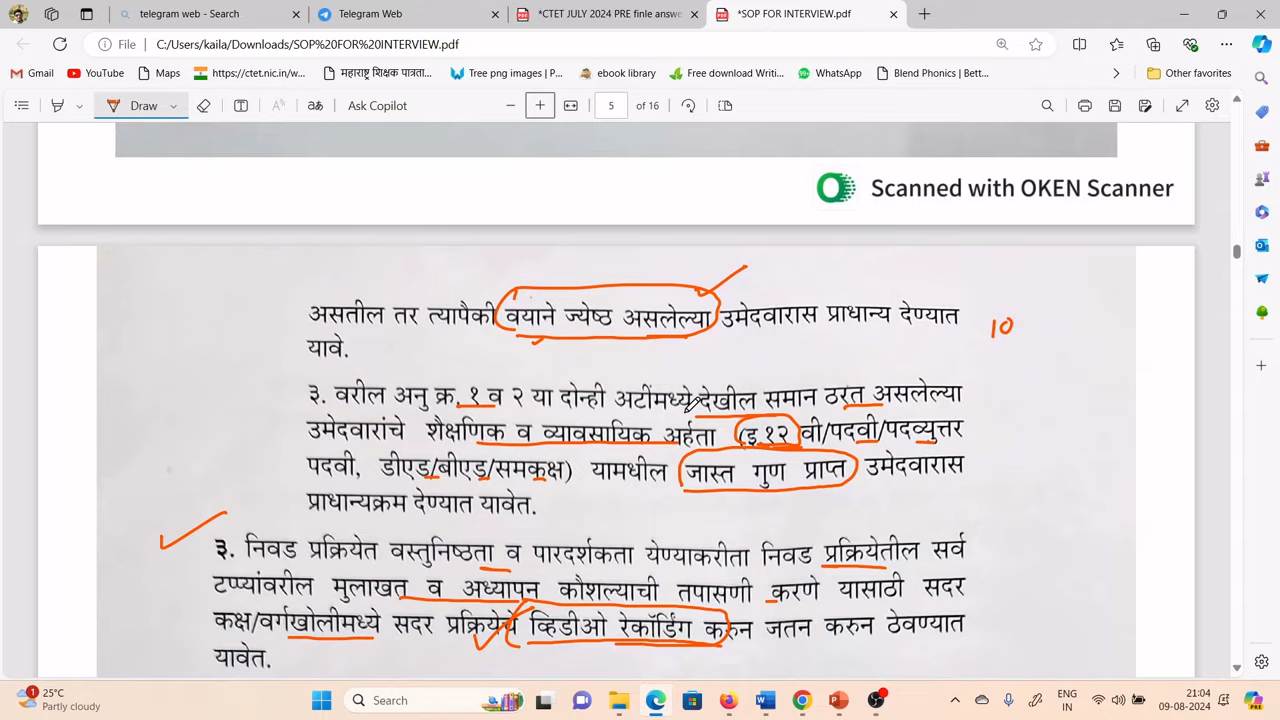 telegram web - Search
Telegram Web
*CTET JULY 2024 PRE finle answe
*SOP FOR INTERVIEW.pdf
File
C:/Users/kaila/Downloads/SOP%20FOR%20INTERVIEW.pdf
Gmail
YouTube
Maps
https://ctet.nic.in/w...
महाराष्ट्र शिक्षक पात्रता...
Tree png images | P...
ebook library
Free download Writi...
WhatsApp
Blend Phonics | Bett...
Other favorites
Draw
Ask Copilot
5
of 16
Scanned with OKEN Scanner
असतील तर त्यापैकी वयाने ज्येष्ठ असलेल्या उमेदवारास प्राधान्य देण्यात
यावे.
10
३. वरील अनु क्र. १ व २ या दोन्ही अटींमध्ये देखील समान ठरत असलेल्या
उमेदवारांचे शैक्षणिक व व्यावसायिक अर्हता (इ.१२ वी/पदवी/पदव्युत्तर
पदवी, डीएड/बीएड/समकक्ष) यामधील जास्त गुण प्राप्त उमेदवारास
प्राधान्यक्रम देण्यात यावेत.
३. निवड प्रक्रियेत वस्तुनिष्ठता व पारदर्शकता येण्याकरीता निवड प्रक्रियेतील सर्व
टप्प्यांवरील मुलाखत व अध्यापन कौशल्याची तपासणी करणे यासाठी सदर
कक्ष/वर्गखोलीमध्ये सदर प्रक्रियेचे व्हिडीओ रेकॉर्डिंग करुन जतन करुन ठेवण्यात
यावेत.
1
25°C
Partly cloudy
Search
ENG
IN
21:04
09-08-2024